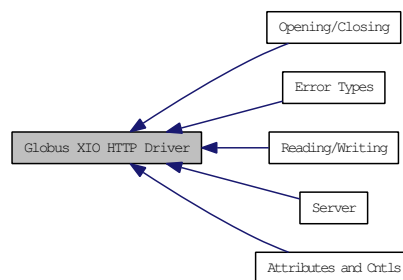 Opening/Closing
Error Types
Globus XIO HTTP Driver
Reading/Writing
Server
Attributes and Cntls